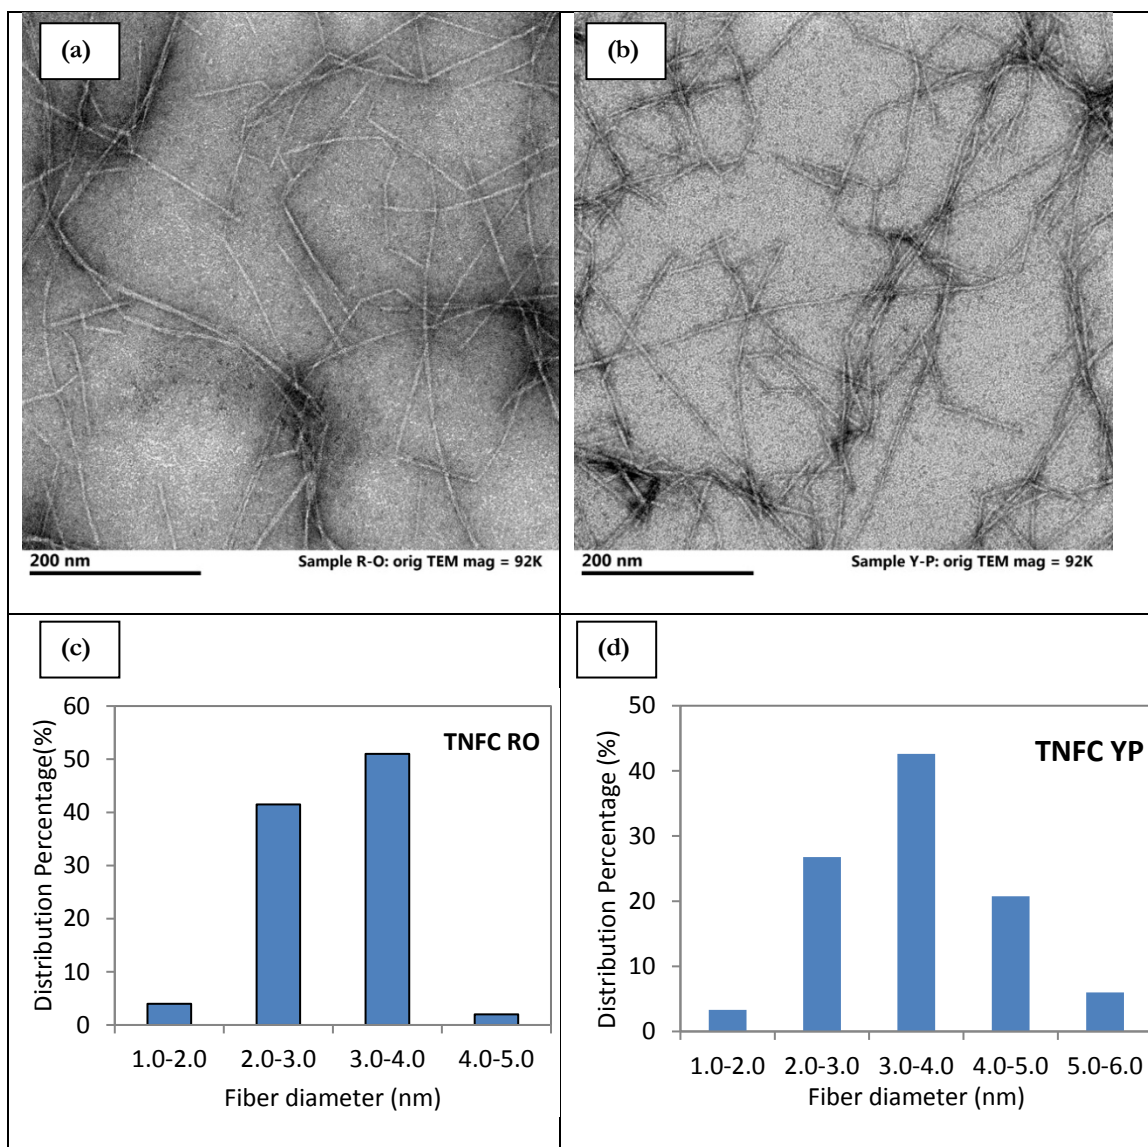 (a)
200 nm
Sample R-O: orig TEM mag = 92K
(b)
200 nm
Sample Y-P: orig TEM mag = 92K
(c)
TNFC RO
Distribution Percentage(%)
60
50
40
30
20
10
0
1.0-2.0 2.0-3.0 3.0-4.0 4.0-5.0
Fiber diameter (nm)
(d)
TNFC YP
Distribution Percentage (%)
50
40
30
20
10
0
1.0-2.0 2.0-3.0 3.0-4.0 4.0-5.0 5.0-6.0
Fiber diameter (nm)